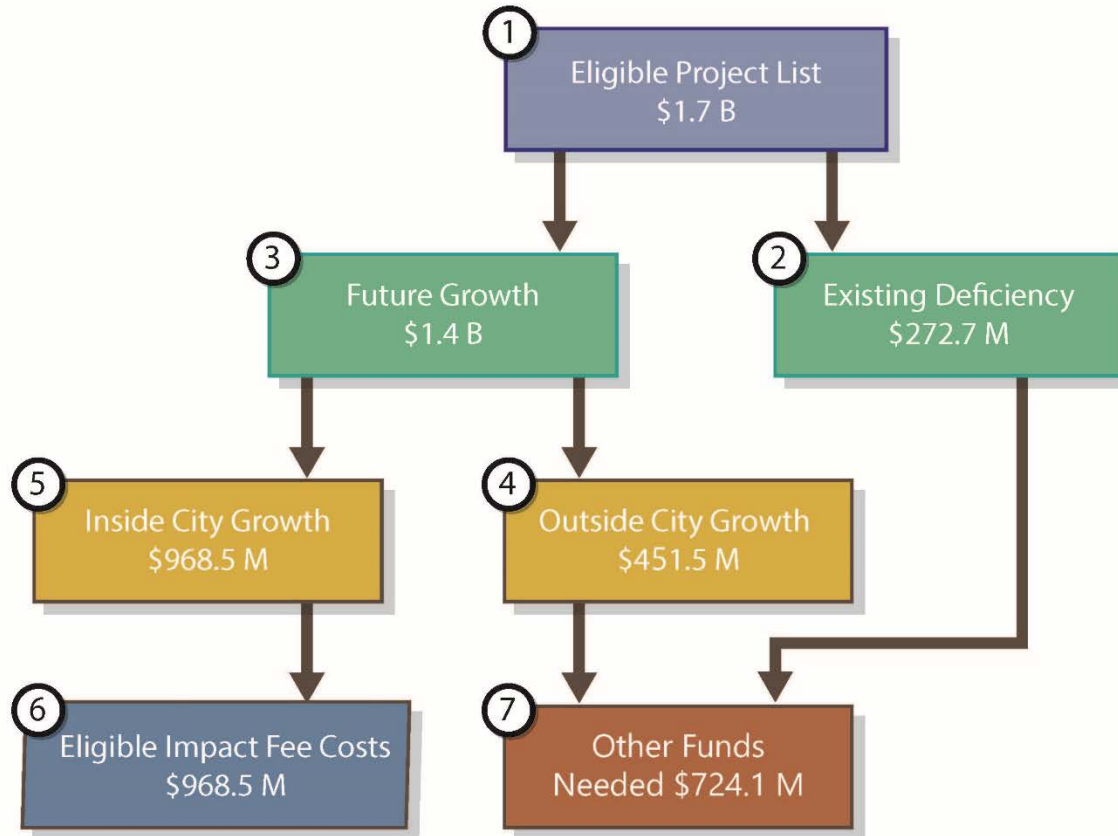 1
Eligible Project List
$1.7 B
3
Future Growth
$1.4 B
2
Existing Deficiency
$272.7 M
5
Inside City Growth
$968.5 M
4
Outside City Growth
$451.5 M
6
Eligible Impact Fee Costs
$968.5 M
7
Other Funds
Needed $724.1 M